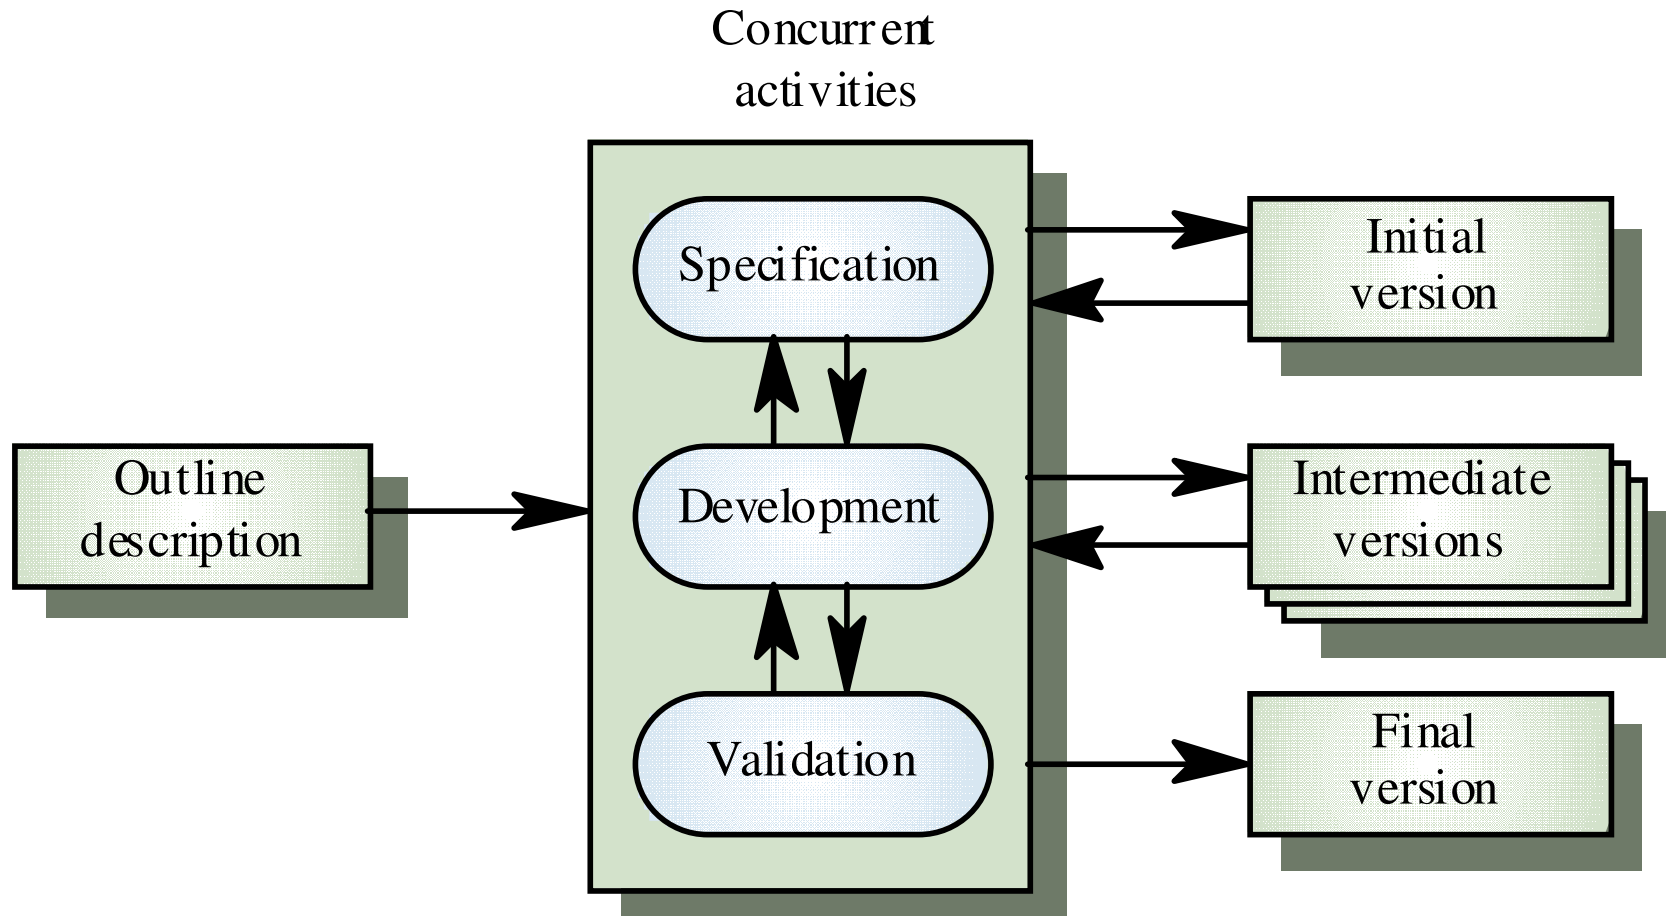 Concurrent
activities
Specification
Initial
version
Outline
description
Development
Intermediate
versions
Validation
Final
version